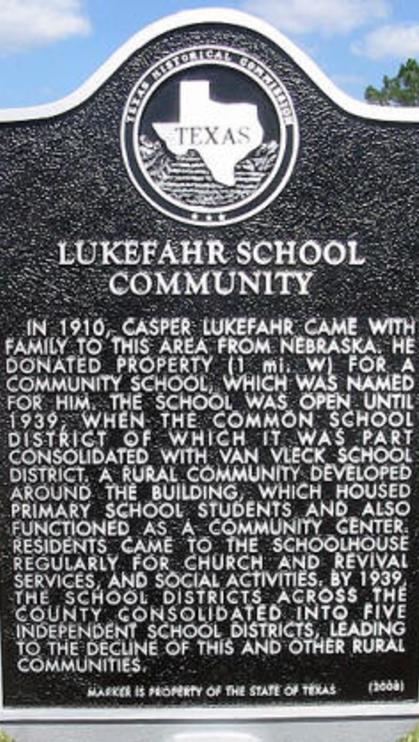 TEXAS HISTORICAL COMMISSION
TEXAS
LUKEFAHR SCHOOL
COMMUNITY
IN 1910, CASPER LUKEFAHR CAME WITH
FAMILY TO THIS AREA FROM NEBRASKA. HE
DONATED PROPERTY (1 mi. W) FOR A
COMMUNITY SCHOOL, WHICH WAS NAMED
FOR HIM. THE SCHOOL WAS OPEN UNTIL
1939, WHEN THE COMMON SCHOOL
DISTRICT OF WHICH IT WAS PART
CONSOLIDATED WITH VAN VLECK SCHOOL
DISTRICT. A RURAL COMMUNITY DEVELOPED
AROUND THE BUILDING, WHICH HOUSED
PRIMARY SCHOOL STUDENTS AND ALSO
FUNCTIONED AS A COMMUNITY CENTER.
RESIDENTS CAME TO THE SCHOOLHOUSE
REGULARLY FOR CHURCH AND REVIVAL
SERVICES, AND SOCIAL ACTIVITIES. BY 1939,
THE SCHOOL DISTRICTS ACROSS THE
COUNTY CONSOLIDATED INTO FIVE
INDEPENDENT SCHOOL DISTRICTS, LEADING
TO THE DECLINE OF THIS AND OTHER RURAL
COMMUNITIES.
(2008)
MARKER IS PROPERTY OF THE STATE OF TEXAS